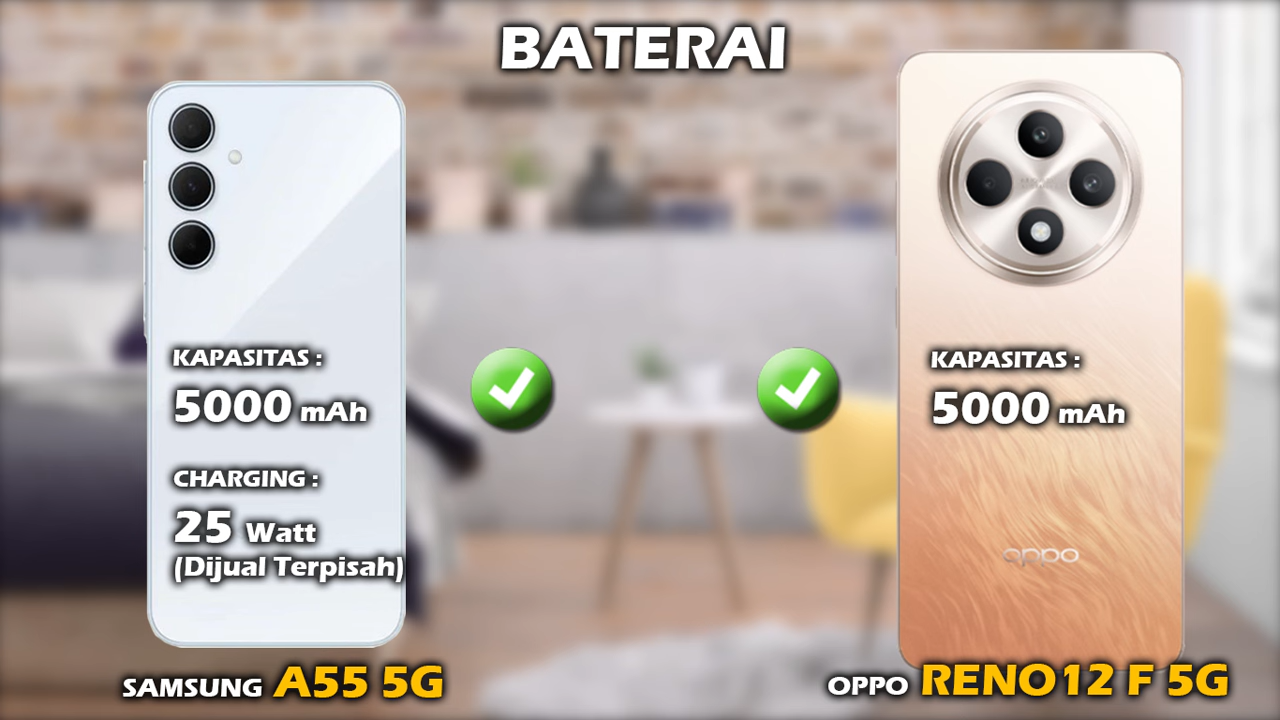 BATERAI
KAPASITAS :
5000 mAh
CHARGING :
25 Watt
(Dijual Terpisah)
SAMSUNG A55 5G
KAPASITAS :
5000 mAh
oppo
OPPO RENO12 F 5G